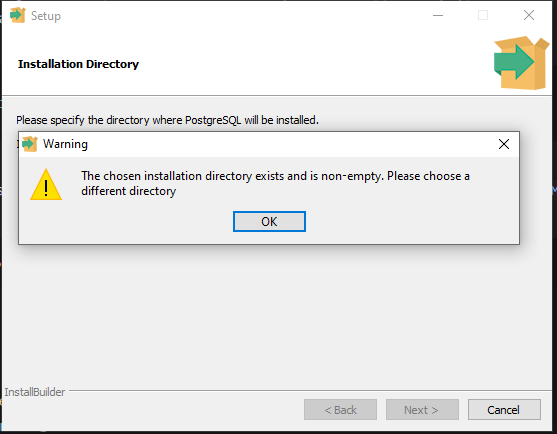 Setup
Installation Directory
Please specify the directory where PostgreSQL will be installed.
Warning
The chosen installation directory exists and is non-empty. Please choose a
different directory
OK
InstallBuilder
< Back
Next >
Cancel